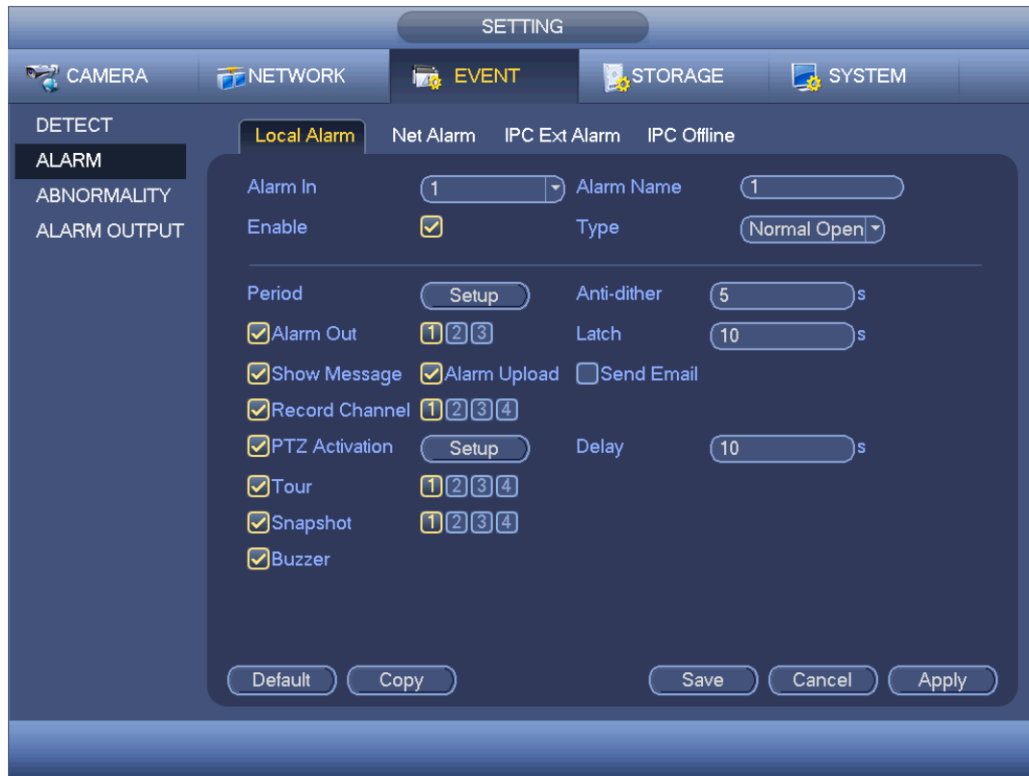 SETTING
CAMERA NETWORK EVENT STORAGE SYSTEM
DETECT
ALARM
ABNORMALITY
ALARM OUTPUT
Local Alarm Net Alarm IPC Ext Alarm IPC Offline
Alarm In 1 Alarm Name 1
Enable Type Normal Open
Period Setup Anti-dither 5 s
Alarm Out 1 2 3 Latch 10 s
Show Message Alarm Upload Send Email
Record Channel 1 2 3 4
PTZ Activation Setup Delay 10 s
Tour 1 2 3 4
Snapshot 1 2 3 4
Buzzer
Default Copy Save Cancel Apply